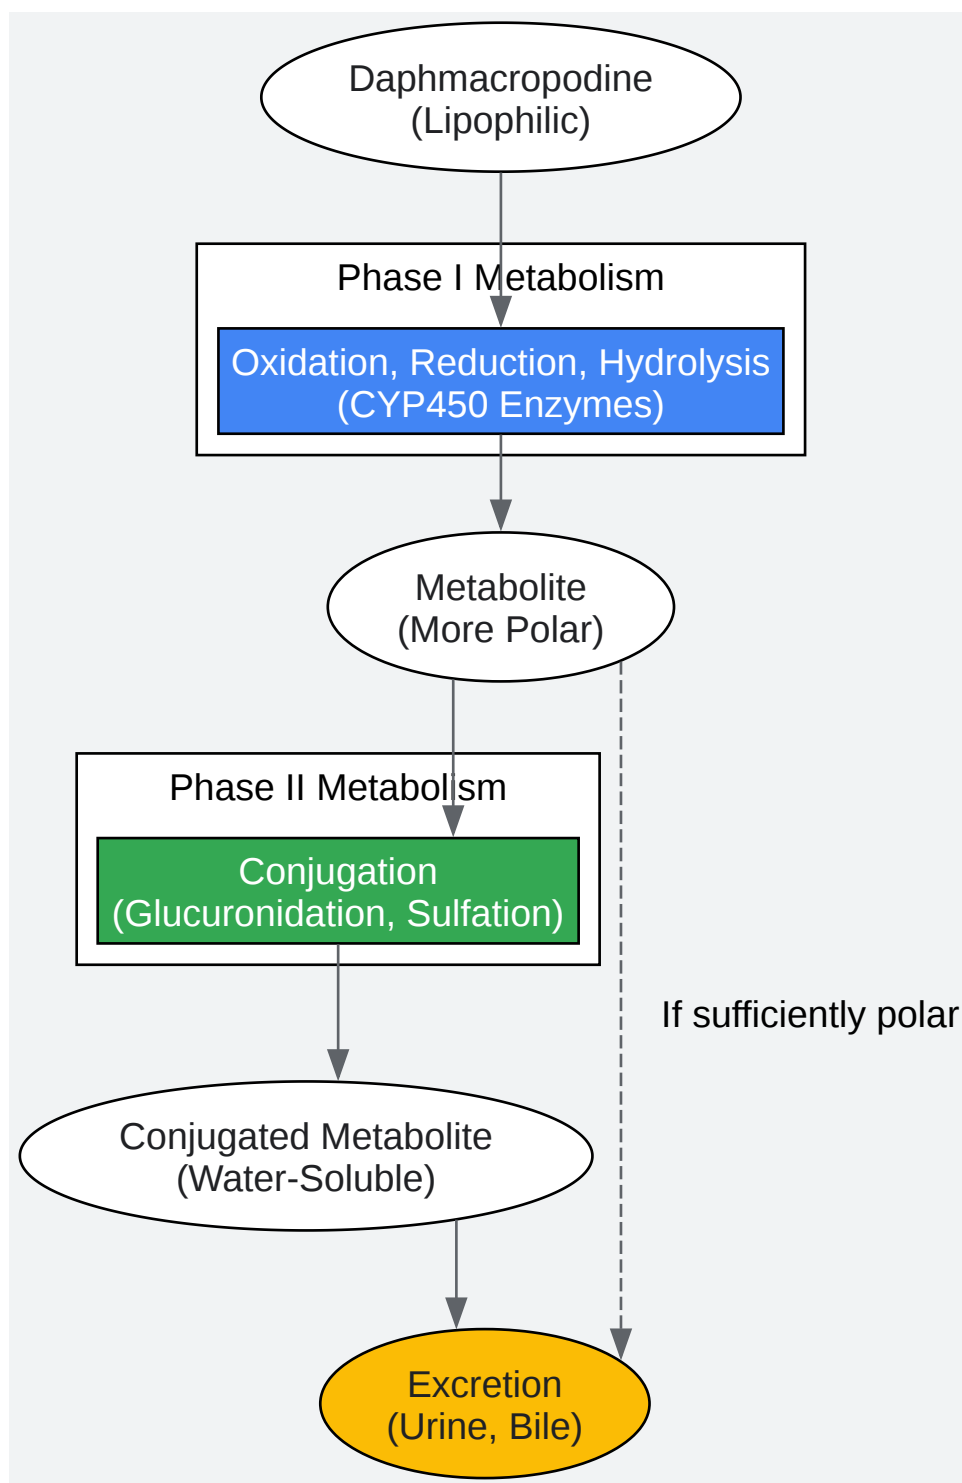 Daphmacropodine
(Lipophilic)
Phase I Metabolism
Oxidation, Reduction, Hydrolysis
(CYP450 Enzymes)
Metabolite
(More Polar)
Phase II Metabolism
Conjugation
(Glucuronidation, Sulfation)
If sufficiently polar
Conjugated Metabolite
(Water-Soluble)
Excretion
(Urine, Bile)